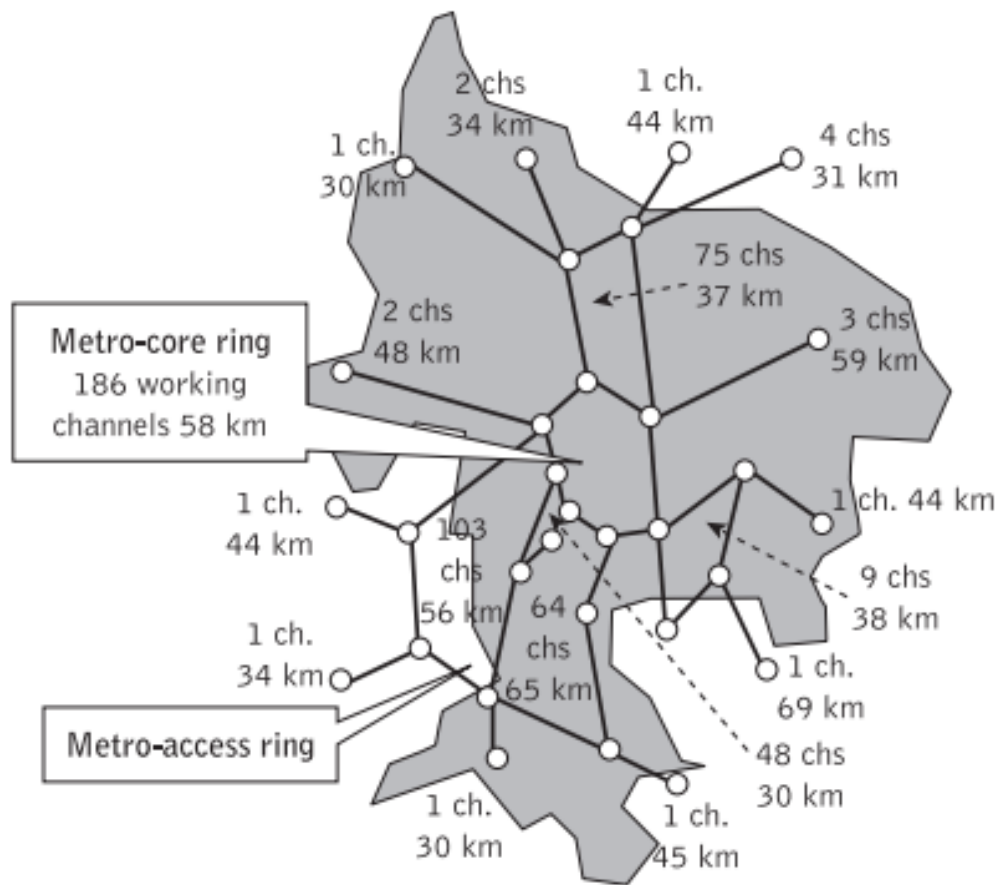 2 chs
34 km
1 ch.
44 km
4 chs
31 km
1 ch.
30 km
75 chs
37 km
2 chs
48 km
3 chs
59 km
Metro-core ring
186 working
channels 58 km
1 ch.
44 km
103
chs
56 km
1 ch. 44 km
9 chs
38 km
64
chs
65 km
1 ch.
34 km
1 ch.
69 km
Metro-access ring
48 chs
30 km
1 ch.
30 km
1 ch.
45 km